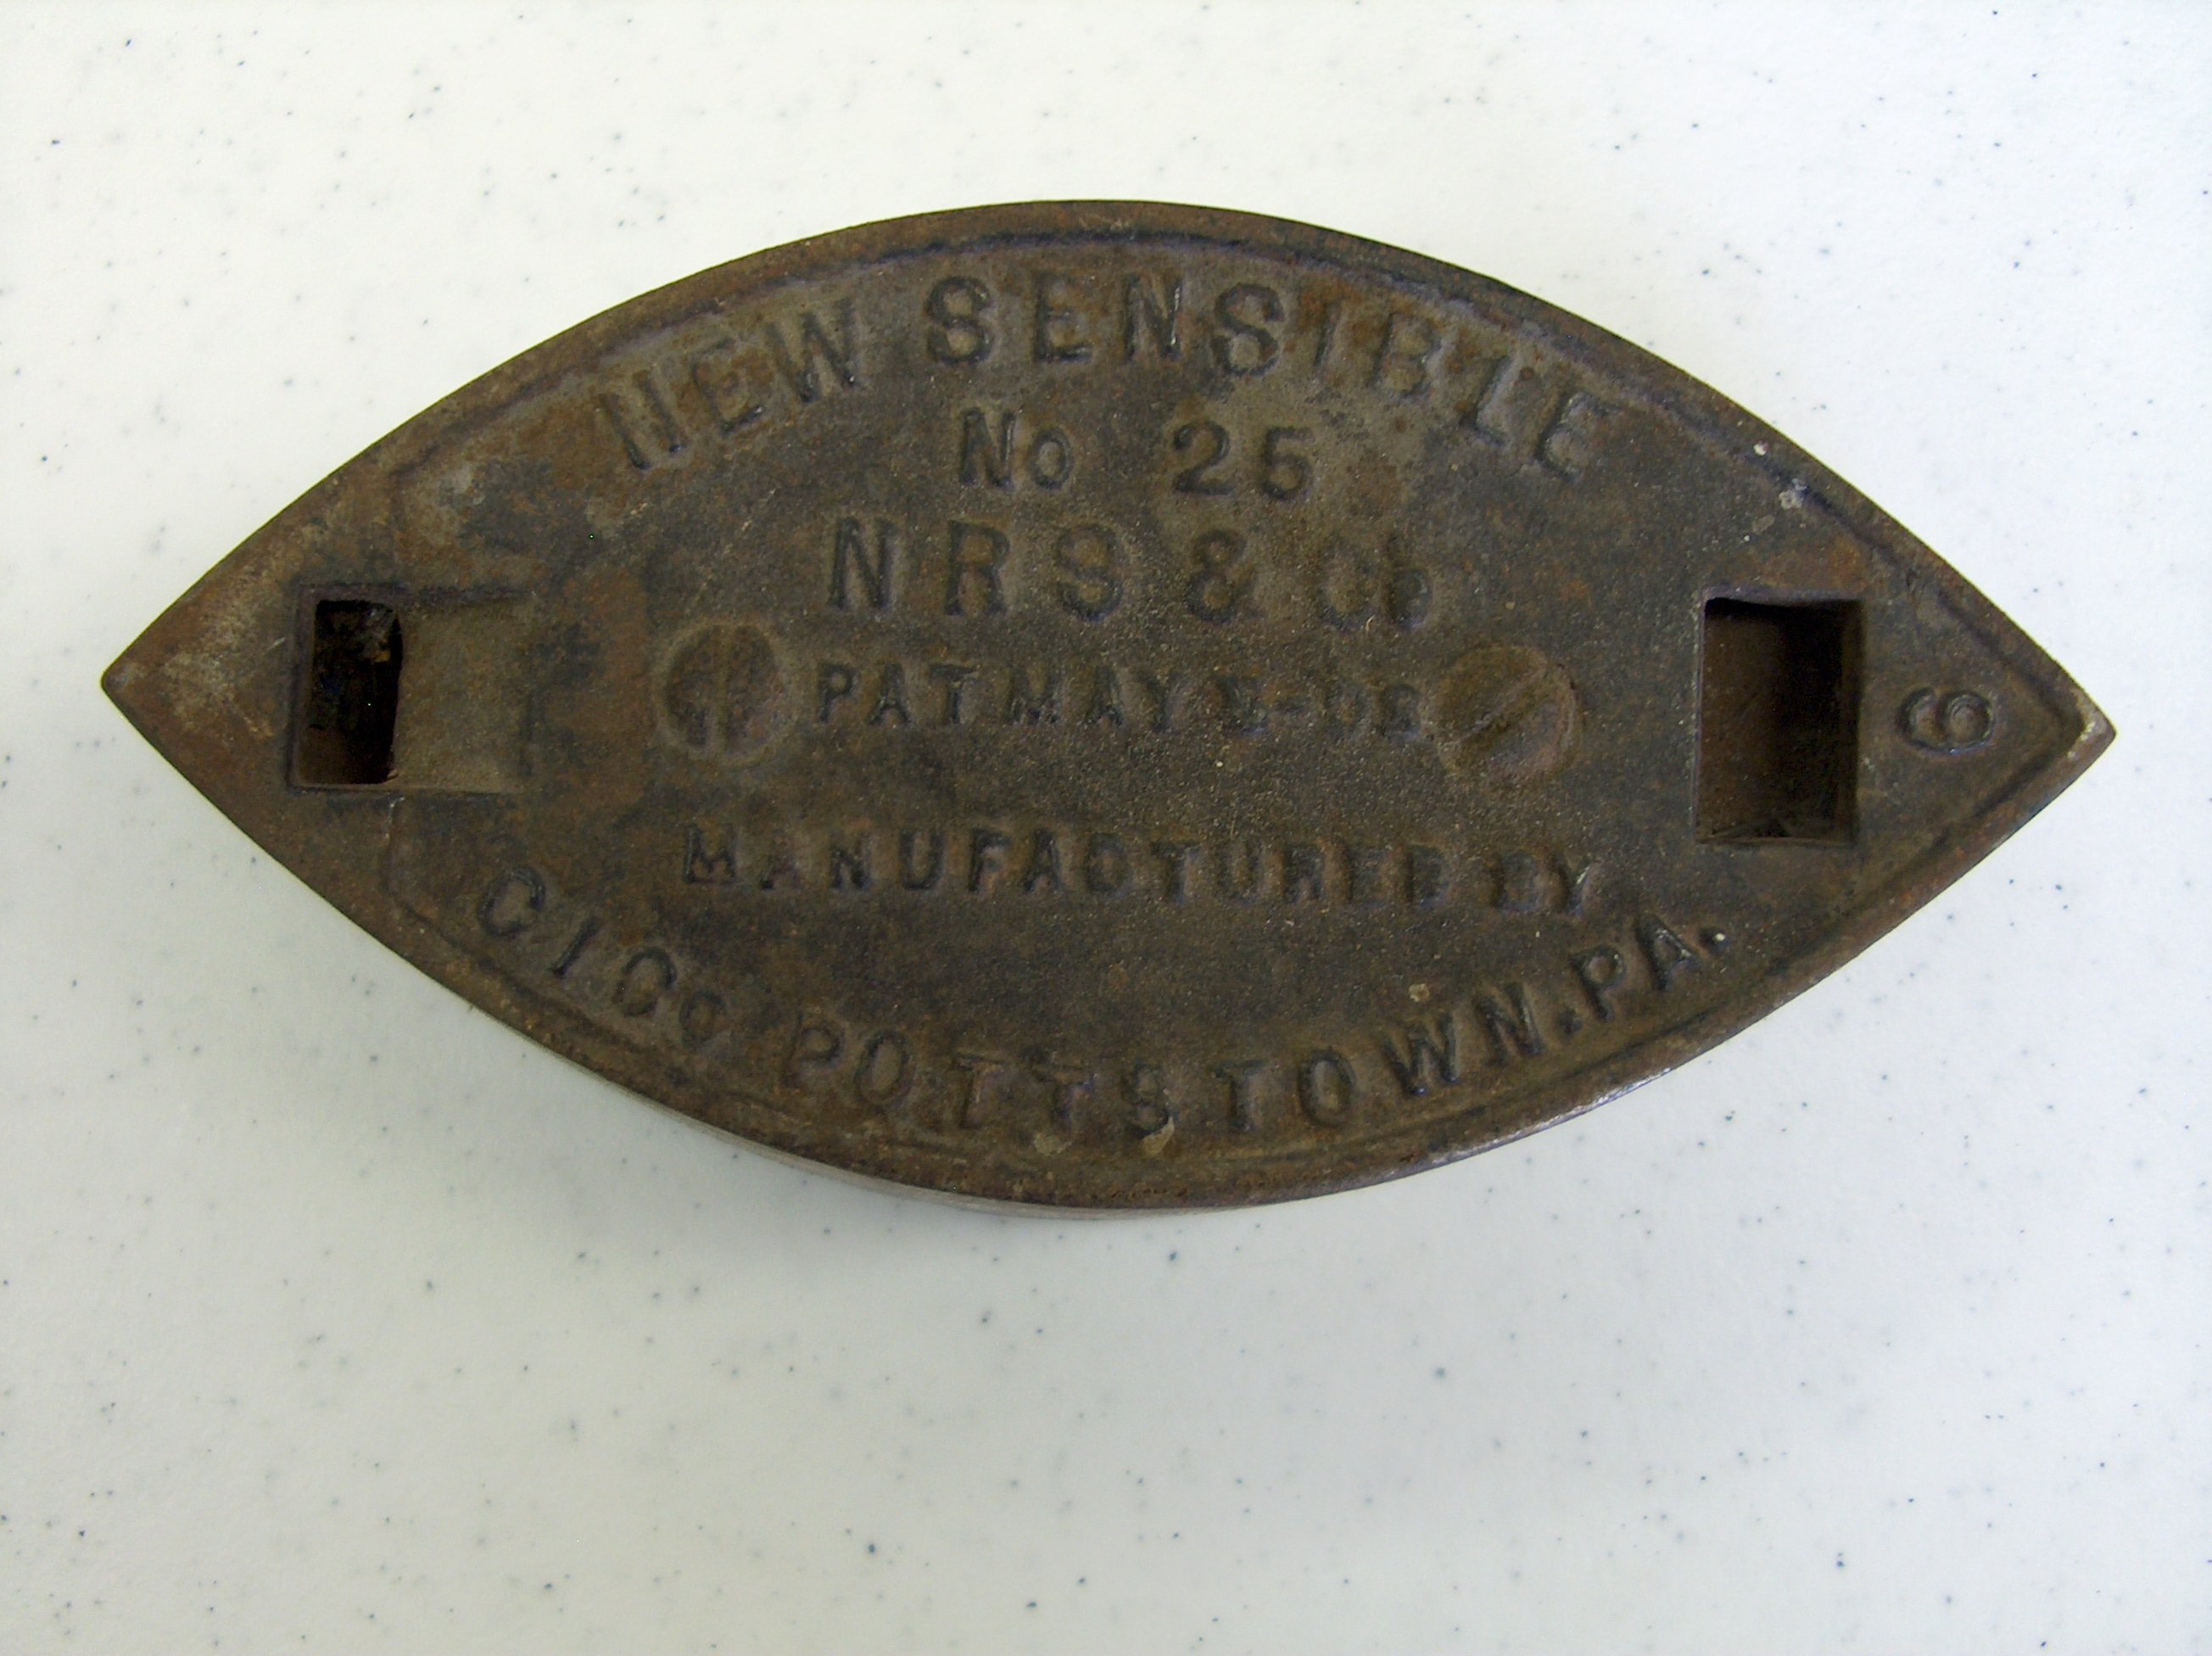 NEW SENSIBLE
No 25
NRS & Co
PAT MAY
MANUFACTURED BY
C I Co POTTSTOWN. PA.
6